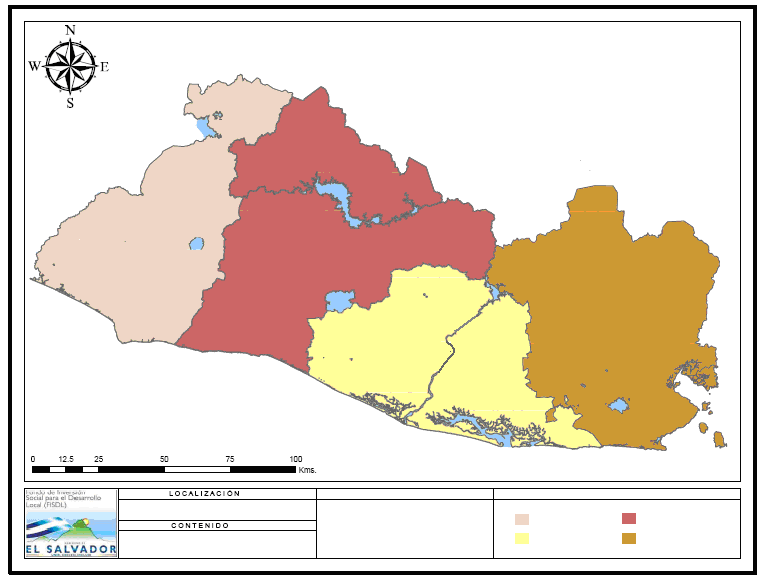 N
W E
S
0 12.5 25 50 75 100
Kms.
LOCALIZACIÓN
Fondo de Inversión
Social para el Desarrollo
Local (FISDL)
CONTENIDO
EL SALVADOR